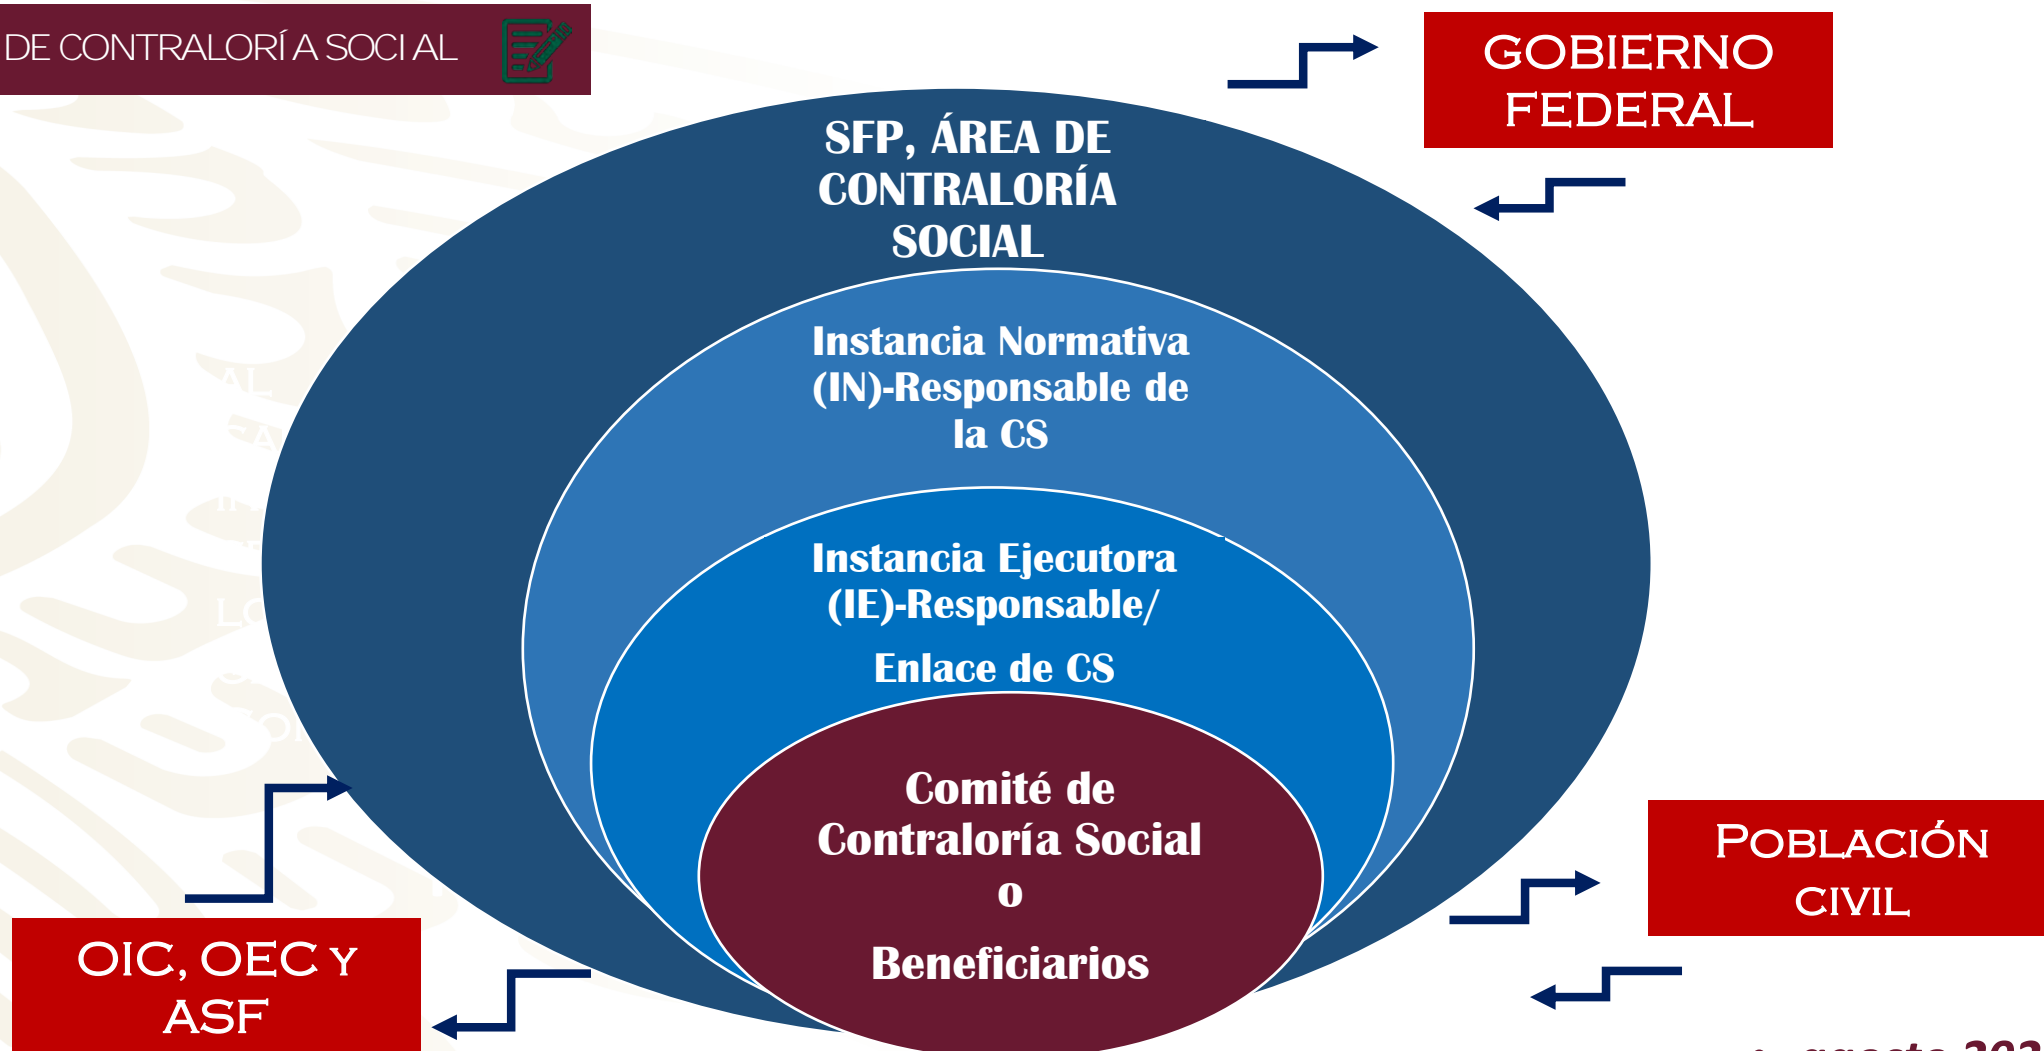 DE CONTRALORÍA SOCIAL
GOBIERNO
FEDERAL
SFP, ÁREA DE
CONTRALORÍA
SOCIAL
Instancia Normativa
(IN)-Responsable de
la CS
Instancia Ejecutora
(IE)-Responsable/
Enlace de CS
Comité de
Contraloría Social
o
Beneficiarios
POBLACIÓN
CIVIL
OIC, OEC Y
ASF
agosto